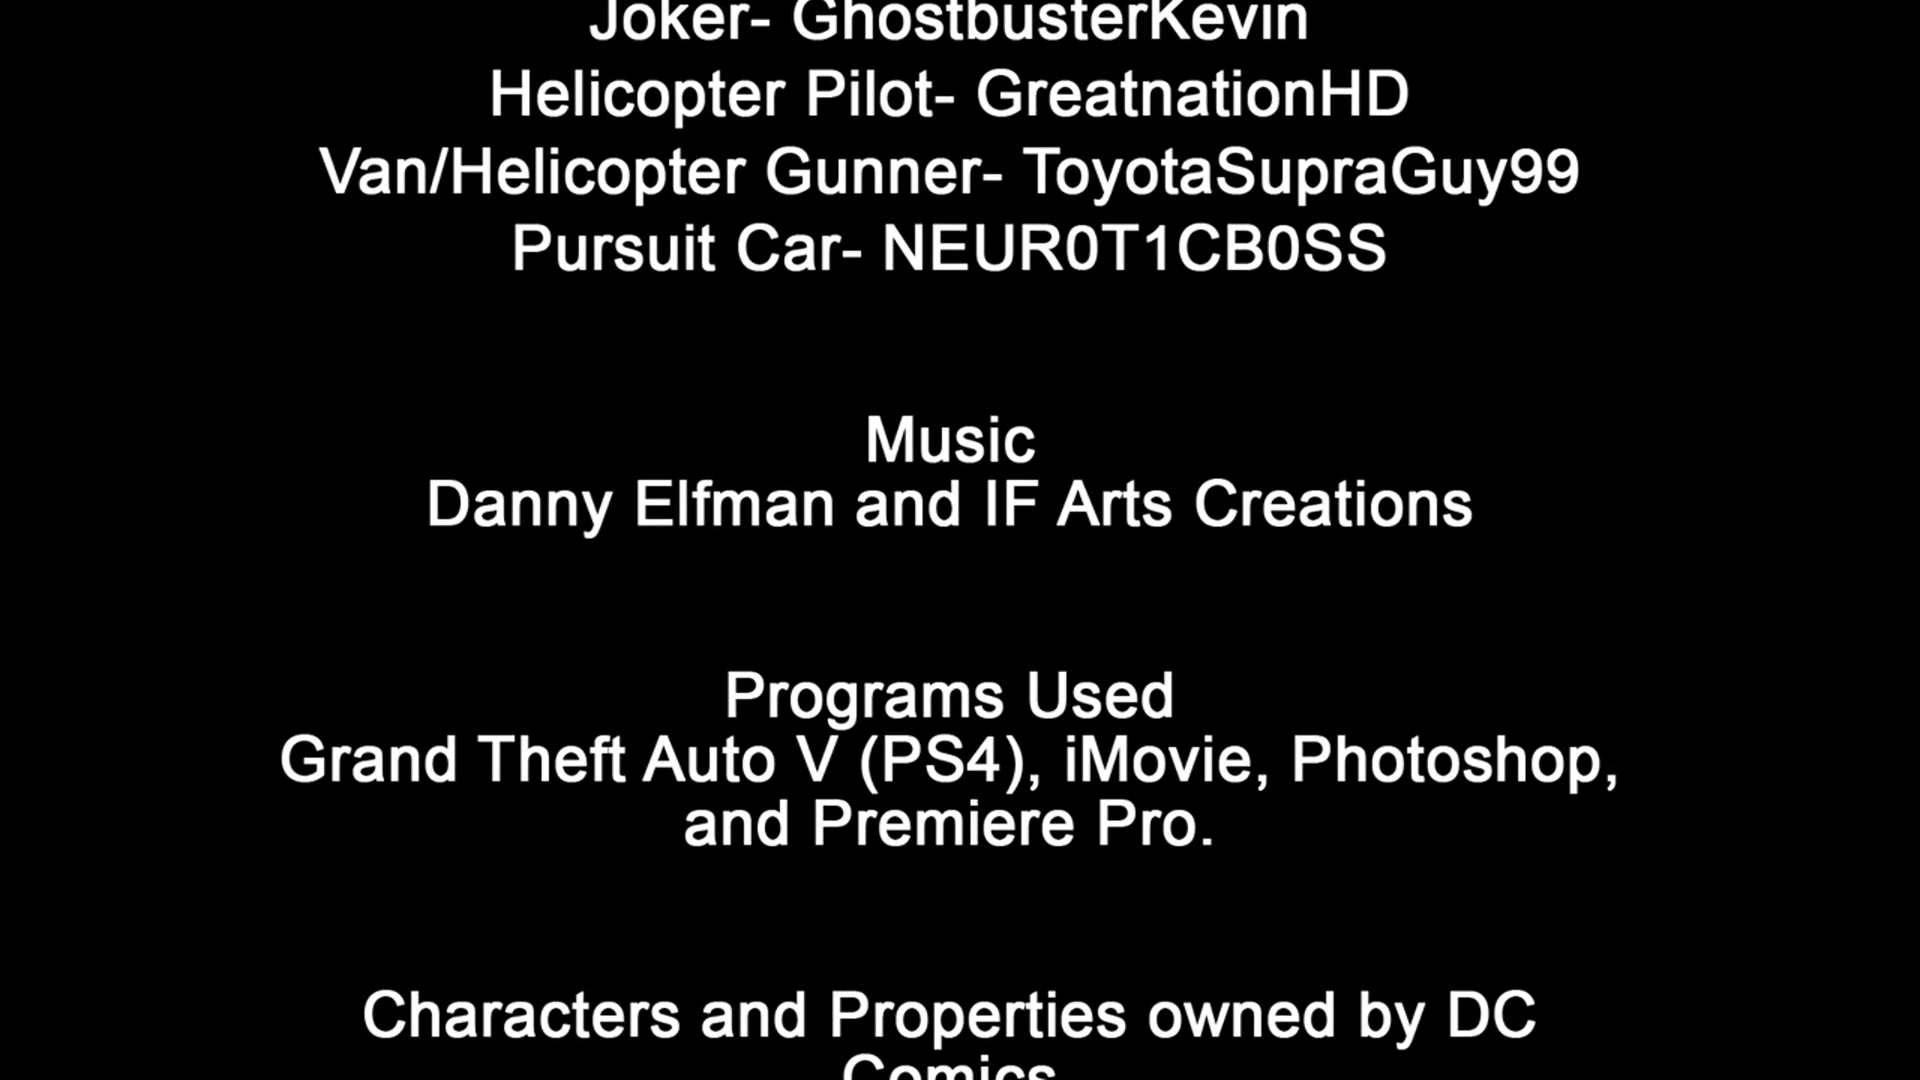 Joker- GhostbusterKevin
Helicopter Pilot- GreatnationHD
Van/Helicopter Gunner- ToyotaSupraGuy99
Pursuit Car- NEUR0T1CB0SS
Music
Danny Elfman and IF Arts Creations
Programs Used
Grand Theft Auto V (PS4), iMovie, Photoshop,
and Premiere Pro.
Characters and Properties owned by DC
Comics